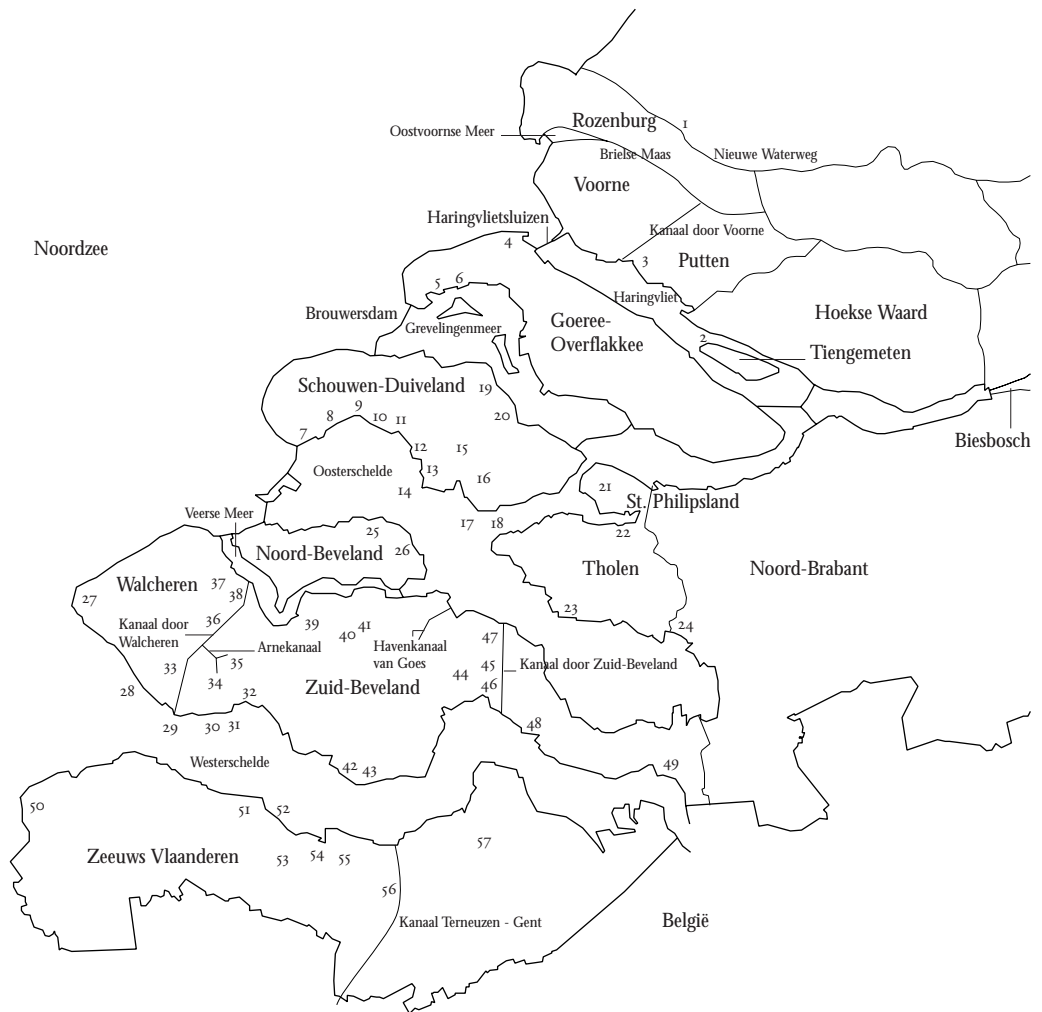 Rozenburg
1
Oostvoornse Meer
Brielse Maas
Nieuwe Waterweg
Voorne
Haringvlietsluizen
Kanaal door Voorne
Noordzee
4
3
Putten
5
6
Haringvliet
Brouwersdam
Grevelingenmeer
Goeree-
Overflakkee
Hoekse Waard
2
Tiengemeten
Schouwen-Duiveland
19
9
8
10
11
20
7
Biesbosch
12
15
Oosterschelde
13
16
14
21
St. Philipsland
Veerse Meer
17
18
25
22
Noord-Beveland
26
Walcheren
37
Tholen
Noord-Brabant
27
38
23
Kanaal door
Walcheren
36
39
40
41
24
Arnekanaal
Havenkanaal
van Goes
47
33
35
34
44
45
46
Kanaal door Zuid-Beveland
28
32
Zuid-Beveland
29
30
31
48
Westerschelde
42
43
49
50
51
52
57
Zeeuws Vlaanderen
53
54
55
56
Kanaal Terneuzen - Gent
België